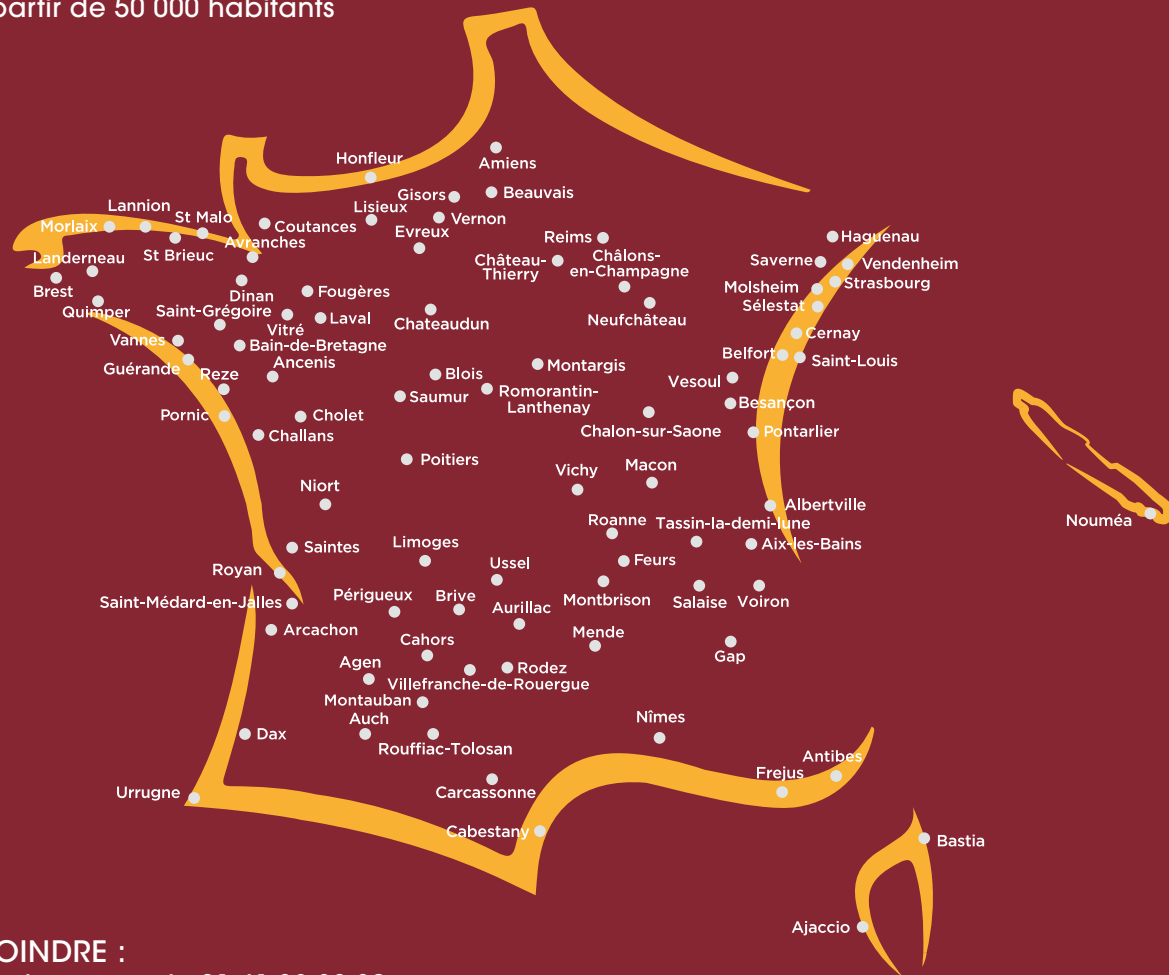 partir de 50 000 habitants
Honfleur
Amiens
Gisors
Beauvais
Lannion
Lisieux
St Malo
Vernon
Morlaix
Coutances
Evreux
Avranches
Reims
Haguenau
St Brieuc
Landerneau
Château-
Thierry
Châlons-
en-Champagne
Saverne
Vendenheim
Strasbourg
Molsheim
Brest
Dinan
Fougères
Sélestat
Quimper
Saint-Grégoire
Vitré
Laval
Chateaudun
Neufchâteau
Cernay
Vannes
Bain-de-Bretagne
Belfort
Saint-Louis
Guérande
Reze
Ancenis
Blois
Montargis
Vesoul
Saumur
Romorantin-
Lanthenay
Besançon
Pornic
Cholet
Challans
Chalon-sur-Saone
Pontarlier
Poitiers
Vichy
Macon
Niort
Albertville
Nouméa
Roanne
Tassin-la-demi-lune
Saintes
Limoges
Aix-les-Bains
Royan
Ussel
Feurs
Saint-Médard-en-Jalles
Périgueux
Brive
Aurillac
Montbrison
Salaise
Voiron
Arcachon
Cahors
Mende
Gap
Agen
Rodez
Villefranche-de-Rouergue
Montauban
Auch
Nîmes
Dax
Rouffiac-Tolosan
Antibes
Frejus
Urrugne
Carcassonne
Cabestany
Bastia
Ajaccio
OINDRE :